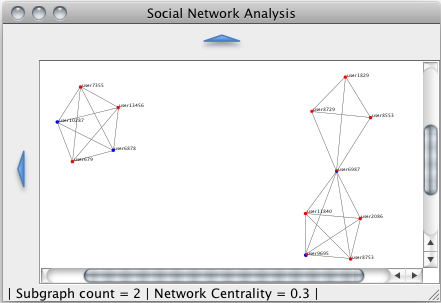 Social Network Analysis
user1829
user7355
user13456
user8729
user8553
user10287
user6878
user679
user6987
user11840
user2086
user9695
user8753
| Subgraph count = 2 | Network Centrality = 0.3 |